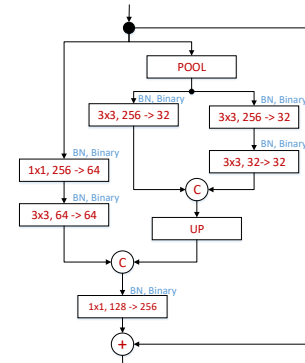 POOL
BN, Binary
BN, Binary
3x3, 256 -> 32
3x3, 256 -> 32
BN, Binary
BN, Binary
1x1, 256 -> 64
3x3, 32-> 32
BN, Binary
C
3x3, 64 -> 64
UP
C
BN, Binary
1x1, 128 -> 256
+